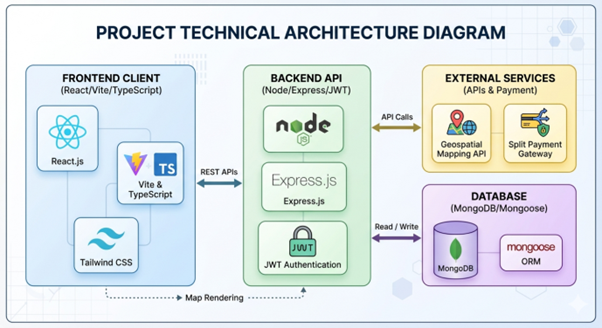 PROJECT TECHNICAL ARCHITECTURE DIAGRAM
FRONTEND CLIENT
(React/Vite/TypeScript)
React.js
TS
Vite &
TypeScript
Tailwind CSS
REST APIs
Map Rendering
BACKEND API
(Node/Express/JWT)
node
JS
Express.js
Express.js
JWT
JWT Authentication
API Calls
Read / Write
EXTERNAL SERVICES
(APIs & Payment)
Geospatial
Mapping API
Split Payment
Gateway
DATABASE
(MongoDB/Mongoose)
MongoDB
mongoose
ORM